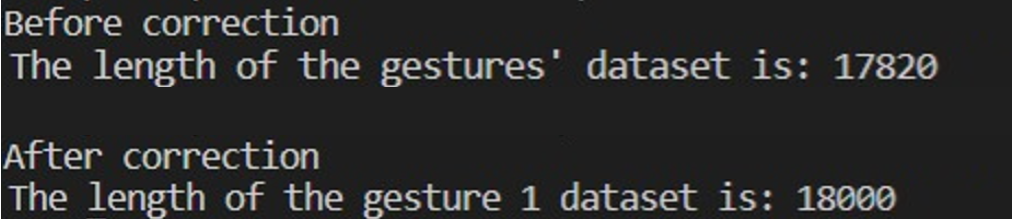 Before correction
The length of the gestures' dataset is: 17820
After correction
The length of the gesture 1 dataset is: 18000